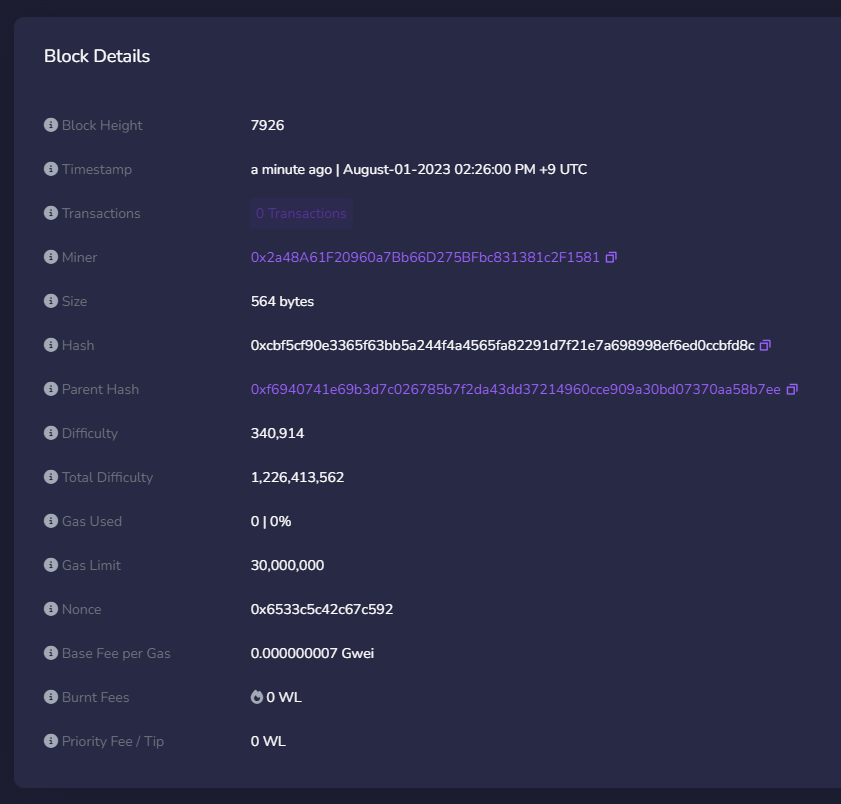 Block Details
Block Height 7926
Timestamp a minute ago | August-01-2023 02:26:00 PM +9 UTC
Transactions 0 Transactions
Miner 0x2a48A61F20960a7Bb66D275BFbc831381c2F1581
Size 564 bytes
Hash 0xcbf5cf90e3365f63bb5a244f4a4565fa82291d7f21e7a698998ef6ed0ccbfd8c
Parent Hash 0xf6940741e69b3d7c026785b7f2da43dd37214960cce909a30bd07370aa58b7ee
Difficulty 340,914
Total Difficulty 1,226,413,562
Gas Used 0 | 0%
Gas Limit 30,000,000
Nonce 0x6533c5c42c67c592
Base Fee per Gas 0.000000007 Gwei
Burnt Fees 0 WL
Priority Fee / Tip 0 WL